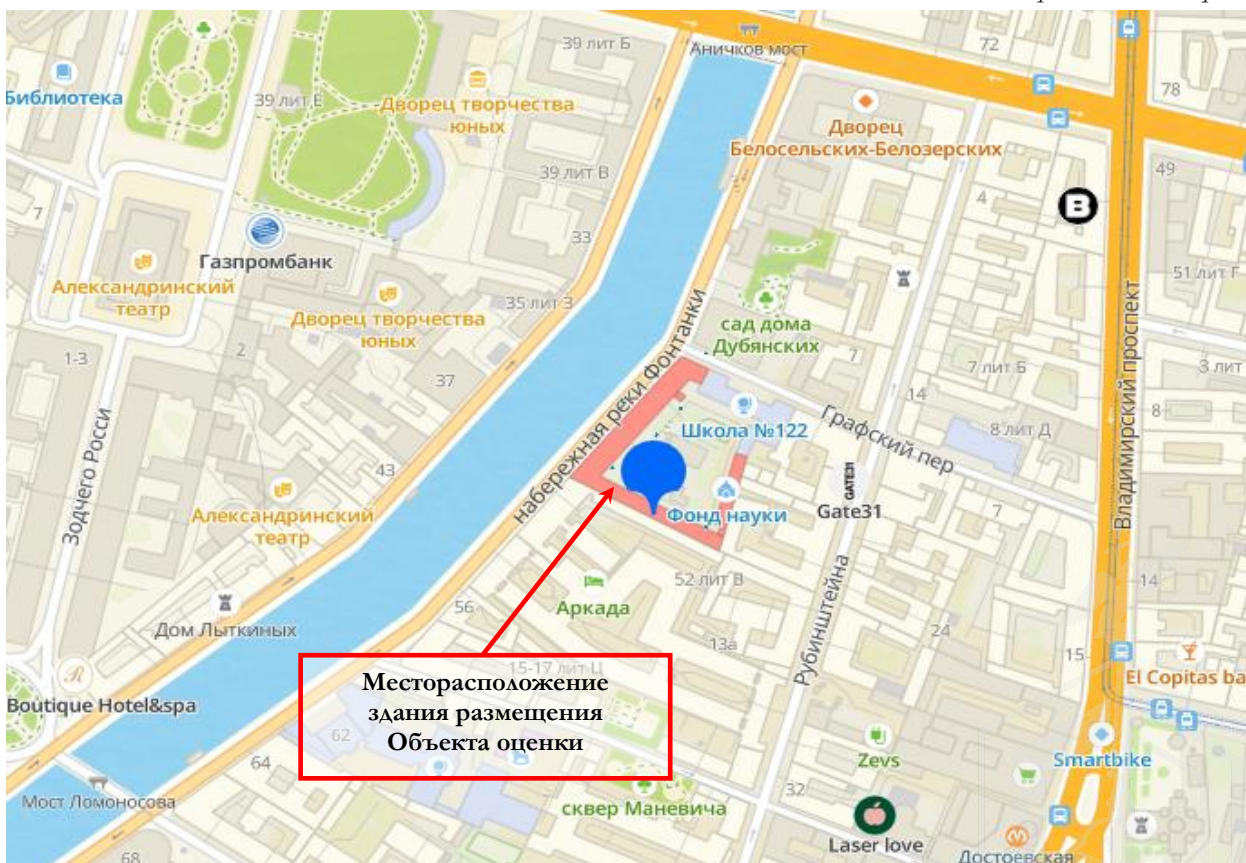 39 лит Б
Аничков мост
72
78
Библиотека
39 лит Е
Дворец творчества
юных
Дворец
Белосельских-Белозерских
39 лит В
49
7
4
B
33
Газпромбанк
51 лит Г
Александринский
театр
35 лит З
Дворец творчества
юных
набережная реки Фонтанки
сад дома
Дубянских
Владимирский проспект
1-3
2
7
7 лит Б
3 лит
37
14
Зодчего Росси
Школа №122
Графский пер
8 лит Д
8
43
GATE31
Gate31
Александринский
театр
Фонд науки
7
52 лит В
14
56
Аркада
Рубинштейна
Дом Лыткиных
13а
24
15
15-17 лит Ц
El Copitas ba
Boutique Hotel&spa
Месторасположение
здания размещения
Объекта оценки
62
64
Zevs
Smartbike
Мост Ломоносова
сквер Маневича
32
Laser love
68
Достоевская